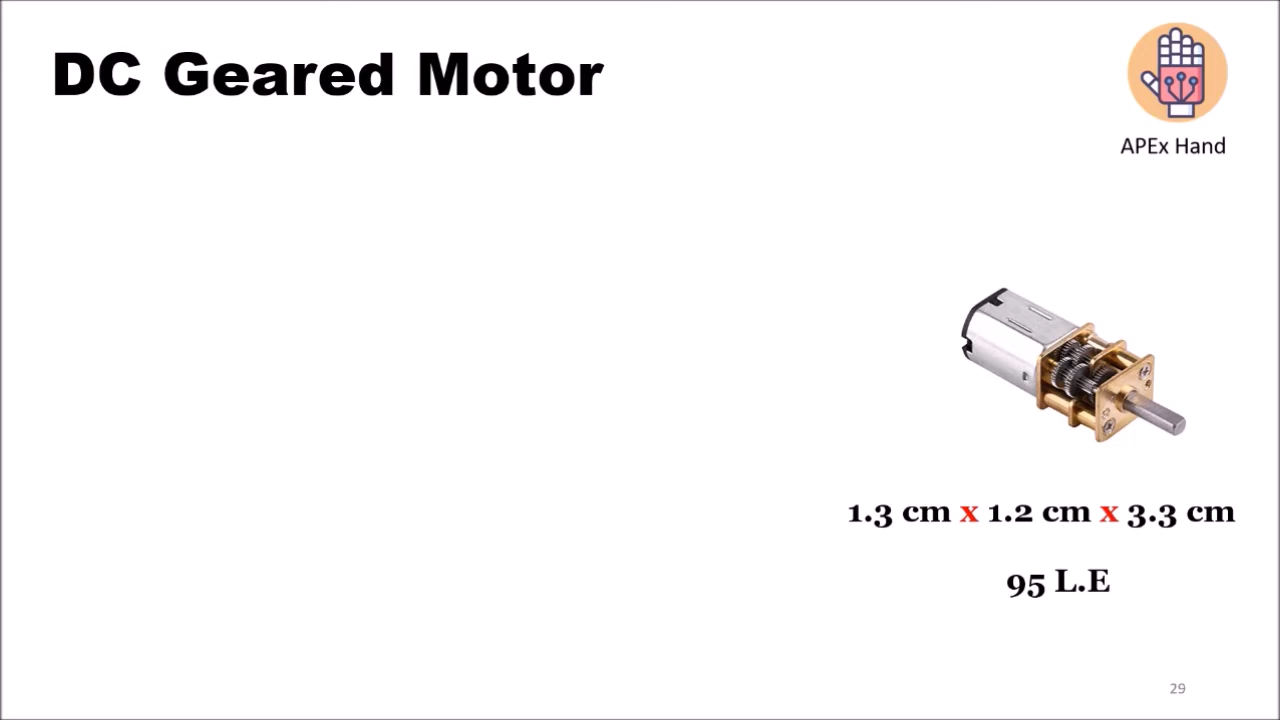 DC Geared Motor
APEx Hand
1.3 cm x 1.2 cm x 3.3 cm
95 L.E
29